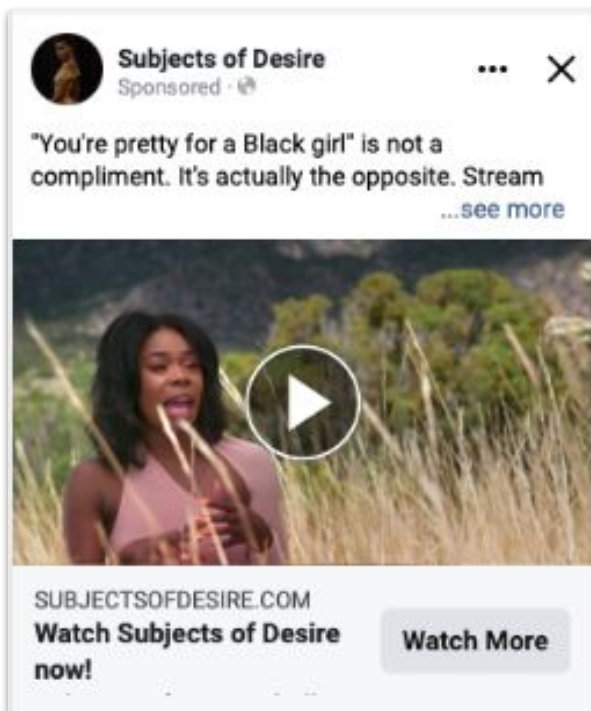 Subjects of Desire
Sponsored ·
"You're pretty for a Black girl" is not a
compliment. It's actually the opposite. Stream
...see more
SUBJECTSOFDESIRE.COM
Watch Subjects of Desire
now!
Watch More